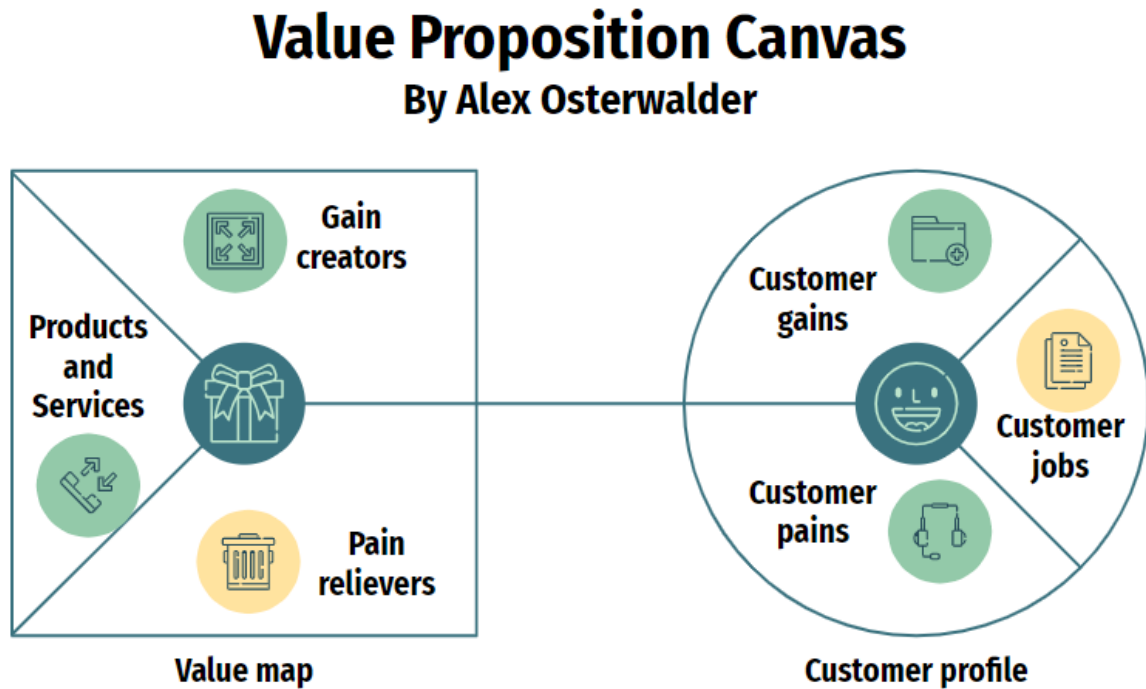 Value Proposition Canvas
By Alex Osterwalder
Gain
creators
Products
and
Services
Pain
relievers
Value map
Customer
gains
Customer
jobs
Customer
pains
Customer profile